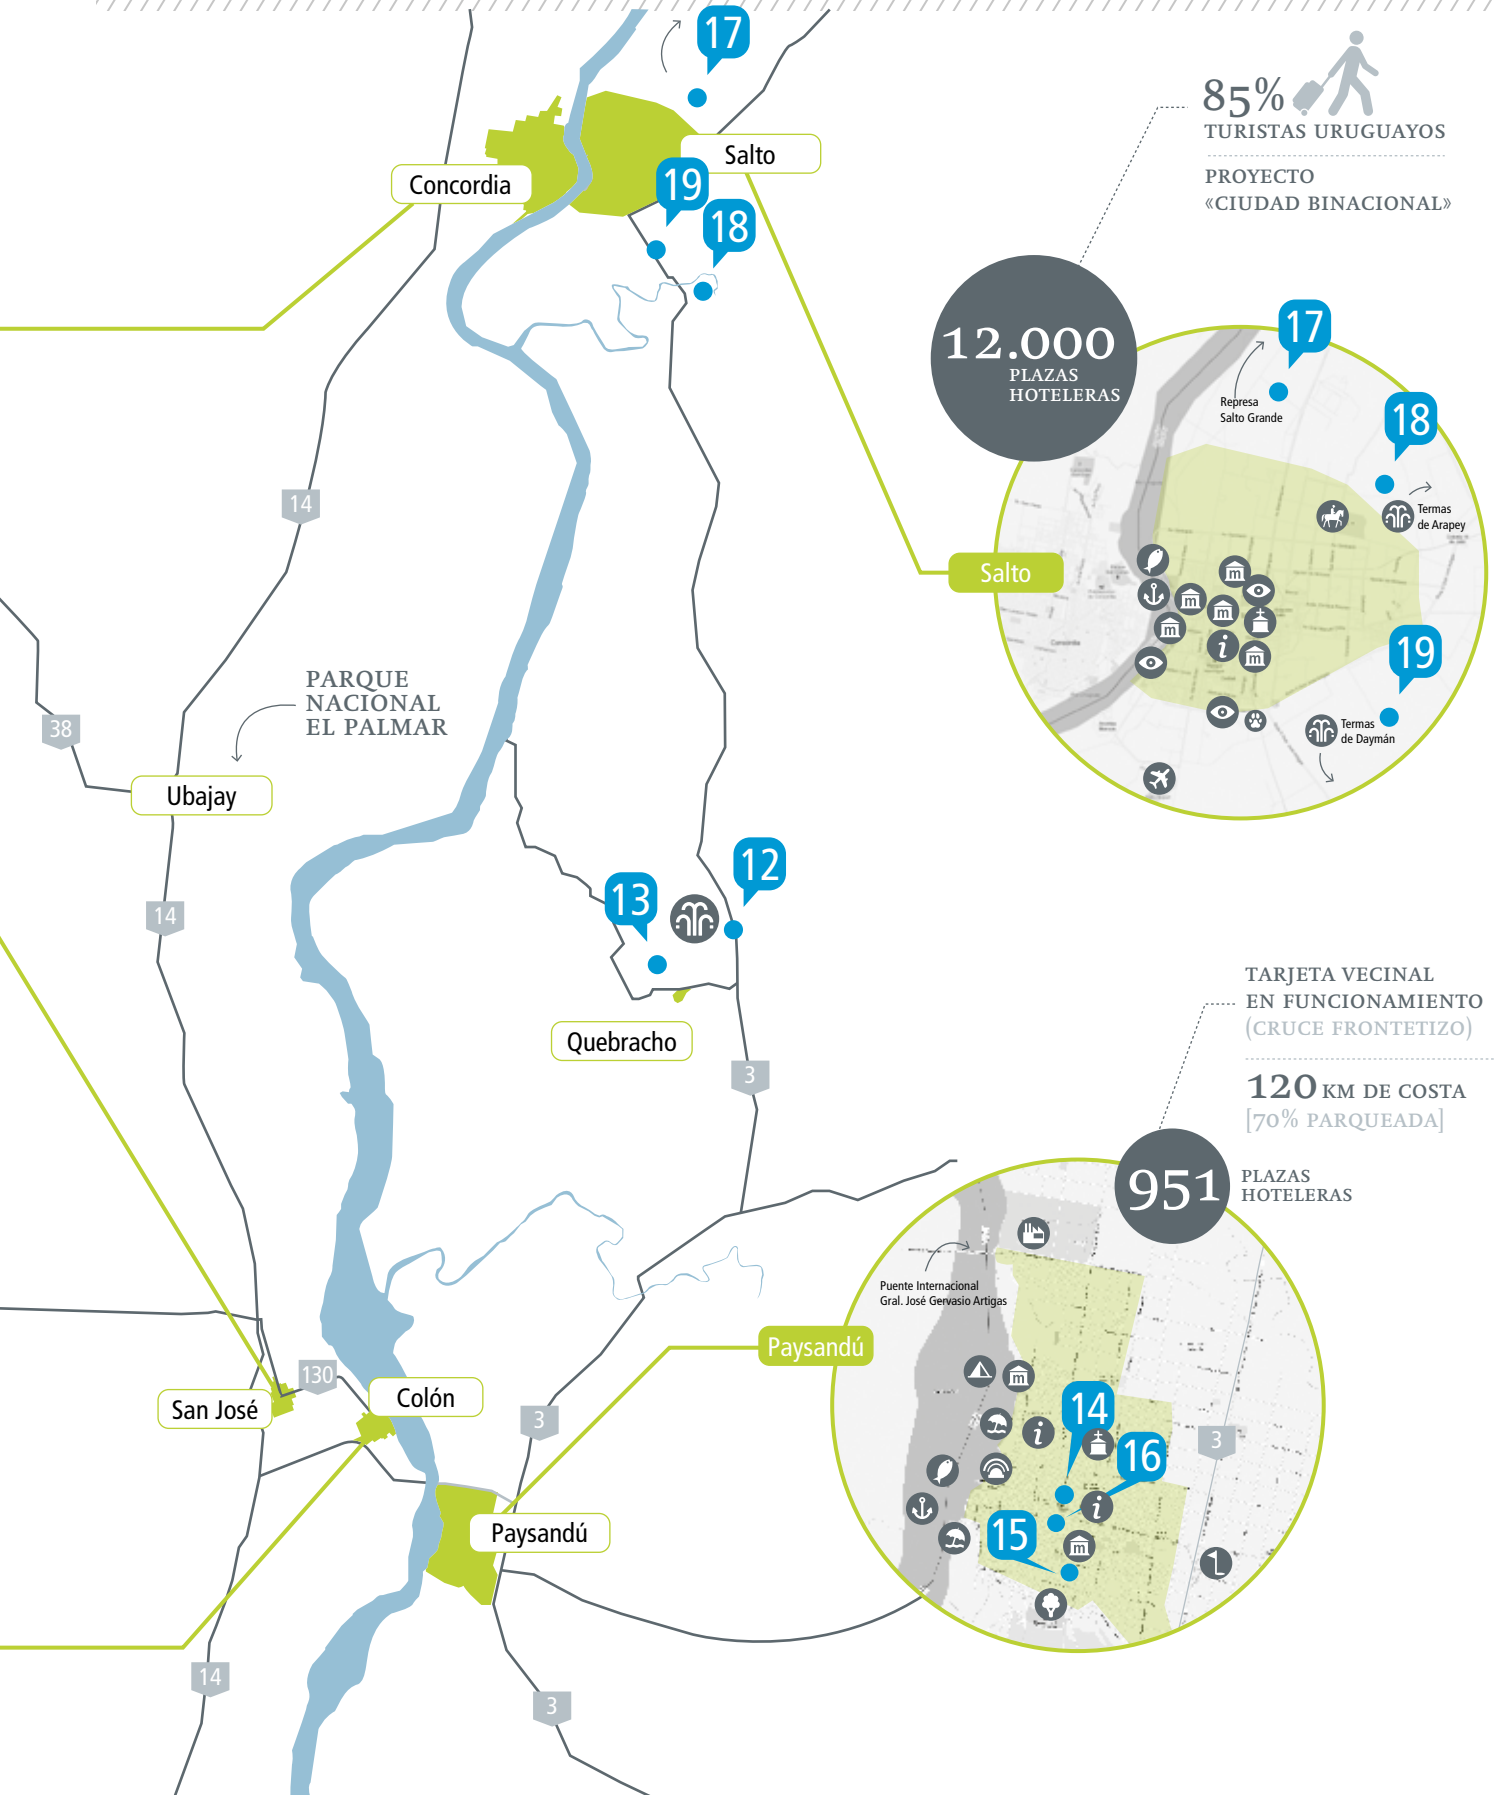 17
85%
TURISTAS URUGUAYOS
PROYECTO
«CIUDAD BINACIONAL»
Salto
Concordia
19
18
12.000
PLAZAS
HOTELERAS
17
Represa
Salto Grande
18
Termas
de Arapey
Salto
m
m
m
m
m
i
19
Termas
de Daymán
14
PARQUE
NACIONAL
EL PALMAR
38
Ubajay
14
12
13
Quebracho
3
TARJETA VECINAL
EN FUNCIONAMIENTO
(CRUCE FRONTETIZO)
120 KM DE COSTA
[70% PARQUEADA]
951
PLAZAS
HOTELERAS
Puente Internacional
Gral. José Gervasio Artigas
Paysandú
m
14
i
16
i
15
m
3
130
San José
Colón
3
Paysandú
14
3